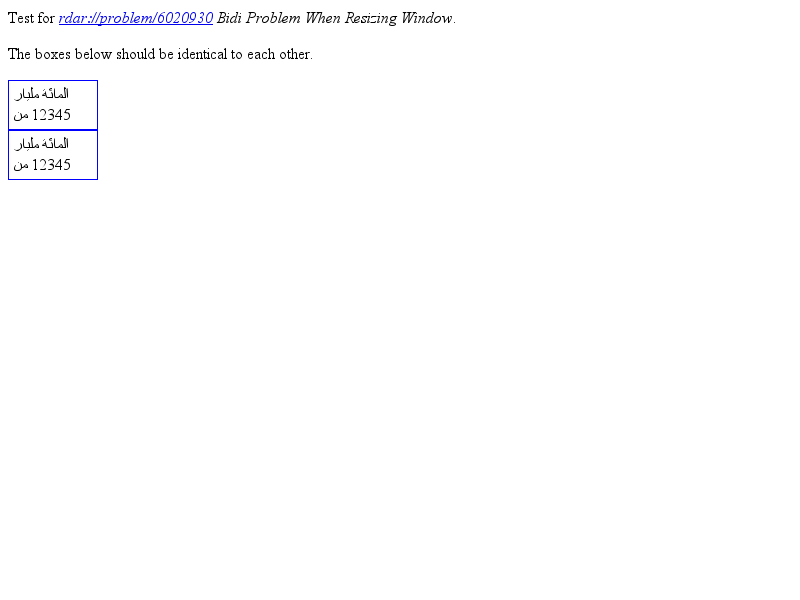 Test for rdar://problem/6020930 Bidi Problem When Resizing Window.
The boxes below should be identical to each other.
المائة مليار
12345 من
المائة مليار
12345 من